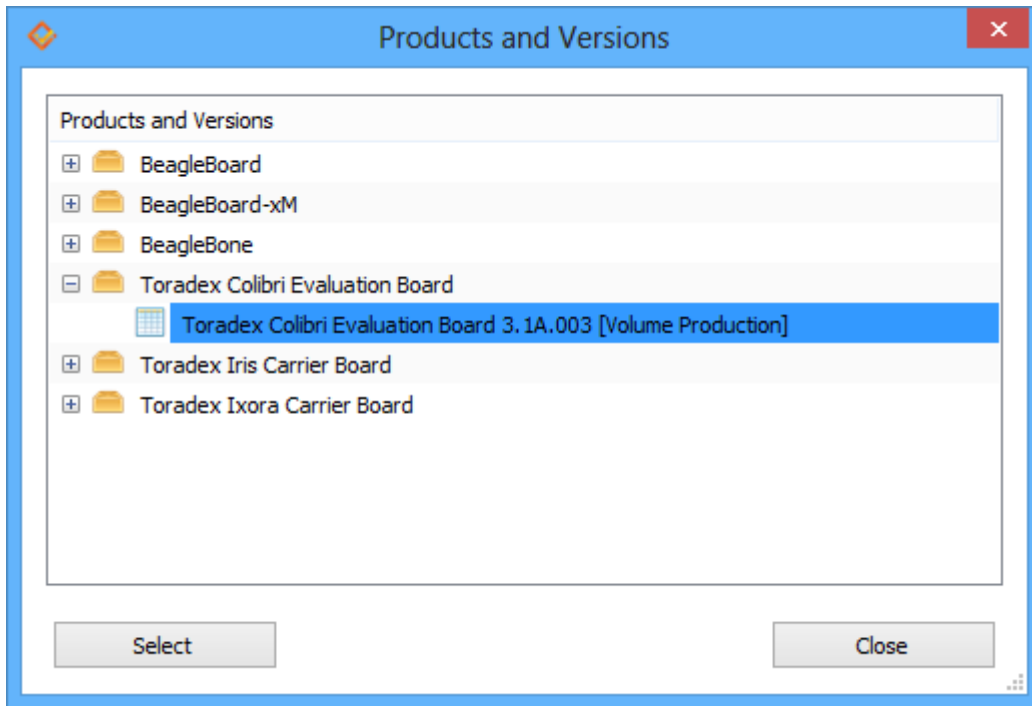 Products and Versions
Products and Versions
BeagleBoard
BeagleBoard-xM
BeagleBone
Toradex Colibri Evaluation Board
Toradex Colibri Evaluation Board 3.1A.003 [Volume Production]
Toradex Iris Carrier Board
Toradex Ixora Carrier Board
Select
Close